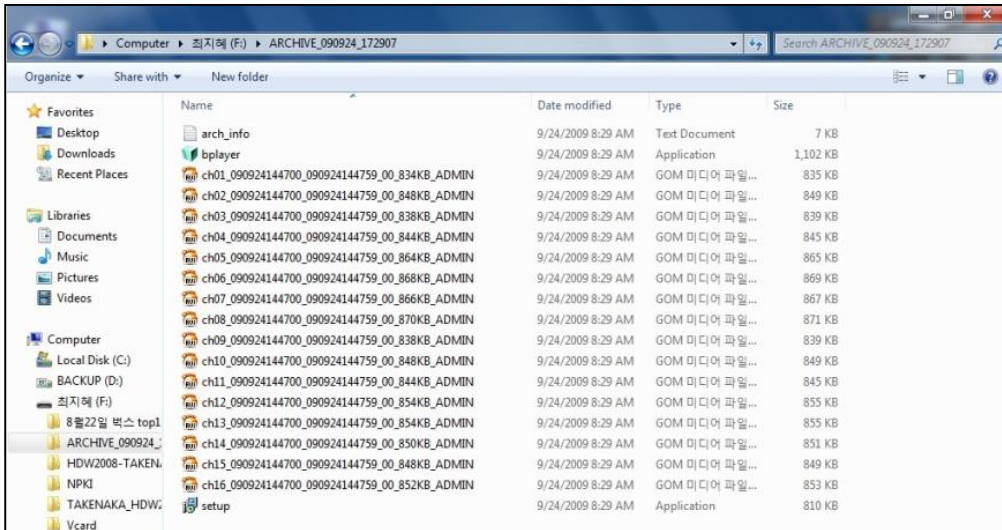 Computer ▸ 최지혜 (F:) ▸ ARCHIVE_090924_172907
Search ARCHIVE_090924_172907
Organize Share with New folder
Favorites
Desktop
Downloads
Recent Places
Libraries
Documents
Music
Pictures
Videos
Computer
Local Disk (C:)
BACKUP (D:)
최지혜 (F:)
8월22일 벅스 top1
ARCHIVE_090924_
HDW2008-TAKEN
NPKI
TAKENAKA_HDW
Vcard
Name Date modified Type Size
arch_info 9/24/2009 8:29 AM Text Document 7 KB
bplayer 9/24/2009 8:29 AM Application 1,102 KB
ch01_090924144700_090924144759_00_834KB_ADMIN 9/24/2009 8:29 AM GOM 미디어 파일... 835 KB
ch02_090924144700_090924144759_00_848KB_ADMIN 9/24/2009 8:29 AM GOM 미디어 파일... 849 KB
ch03_090924144700_090924144759_00_838KB_ADMIN 9/24/2009 8:29 AM GOM 미디어 파일... 839 KB
ch04_090924144700_090924144759_00_844KB_ADMIN 9/24/2009 8:29 AM GOM 미디어 파일... 845 KB
ch05_090924144700_090924144759_00_864KB_ADMIN 9/24/2009 8:29 AM GOM 미디어 파일... 865 KB
ch06_090924144700_090924144759_00_868KB_ADMIN 9/24/2009 8:29 AM GOM 미디어 파일... 869 KB
ch07_090924144700_090924144759_00_866KB_ADMIN 9/24/2009 8:29 AM GOM 미디어 파일... 867 KB
ch08_090924144700_090924144759_00_870KB_ADMIN 9/24/2009 8:29 AM GOM 미디어 파일... 871 KB
ch09_090924144700_090924144759_00_838KB_ADMIN 9/24/2009 8:29 AM GOM 미디어 파일... 839 KB
ch10_090924144700_090924144759_00_848KB_ADMIN 9/24/2009 8:29 AM GOM 미디어 파일... 849 KB
ch11_090924144700_090924144759_00_844KB_ADMIN 9/24/2009 8:29 AM GOM 미디어 파일... 845 KB
ch12_090924144700_090924144759_00_854KB_ADMIN 9/24/2009 8:29 AM GOM 미디어 파일... 855 KB
ch13_090924144700_090924144759_00_854KB_ADMIN 9/24/2009 8:29 AM GOM 미디어 파일... 855 KB
ch14_090924144700_090924144759_00_850KB_ADMIN 9/24/2009 8:29 AM GOM 미디어 파일... 851 KB
ch15_090924144700_090924144759_00_848KB_ADMIN 9/24/2009 8:29 AM GOM 미디어 파일... 849 KB
ch16_090924144700_090924144759_00_852KB_ADMIN 9/24/2009 8:29 AM GOM 미디어 파일... 853 KB
setup 9/24/2009 8:29 AM Application 810 KB